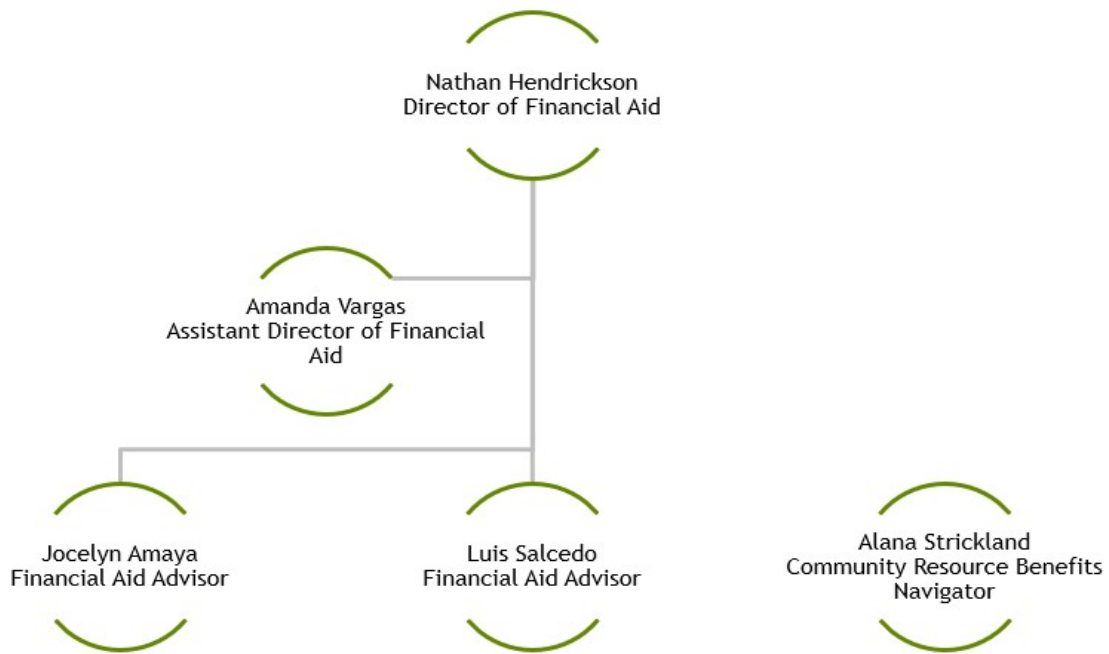 Nathan Hendrickson
Director of Financial Aid
Amanda Vargas
Assistant Director of Financial
Aid
Jocelyn Amaya
Financial Aid Advisor
Luis Salcedo
Financial Aid Advisor
Alana Strickland
Community Resource Benefits
Navigator